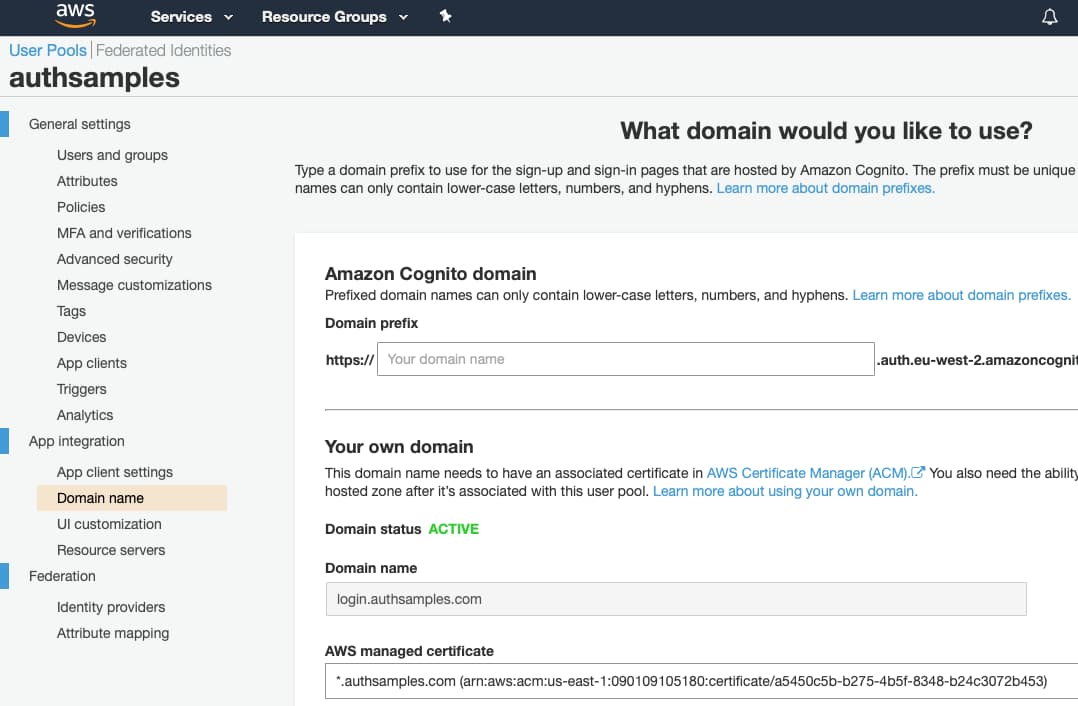 aws Services Resource Groups
User Pools | Federated Identities
authsamples
General settings
Users and groups
Attributes
Policies
MFA and verifications
Advanced security
Message customizations
Tags
Devices
App clients
Triggers
Analytics
App integration
App client settings
Domain name
UI customization
Resource servers
Federation
Identity providers
Attribute mapping
What domain would you like to use?
Type a domain prefix to use for the sign-up and sign-in pages that are hosted by Amazon Cognito. The prefix must be unique
names can only contain lower-case letters, numbers, and hyphens. Learn more about domain prefixes.
Amazon Cognito domain
Prefixed domain names can only contain lower-case letters, numbers, and hyphens. Learn more about domain prefixes.
Domain prefix
https:// Your domain name .auth.eu-west-2.amazoncognit
Your own domain
This domain name needs to have an associated certificate in AWS Certificate Manager (ACM). You also need the ability
hosted zone after it's associated with this user pool. Learn more about using your own domain.
Domain status ACTIVE
Domain name
login.authsamples.com
AWS managed certificate
*.authsamples.com (arn:aws:acm:us-east-1:090109105180:certificate/a5450c5b-b275-4b5f-8348-b24c3072b453)